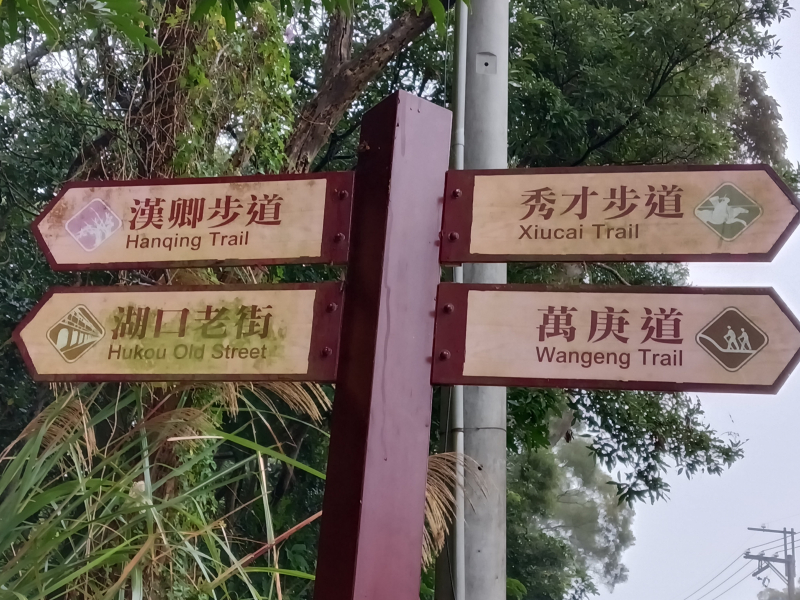 漢卿步道
Hanqing Trail
秀才步道
Xiucai Trail
湖口老街
Hukou Old Street
萬庚道
Wangeng Trail